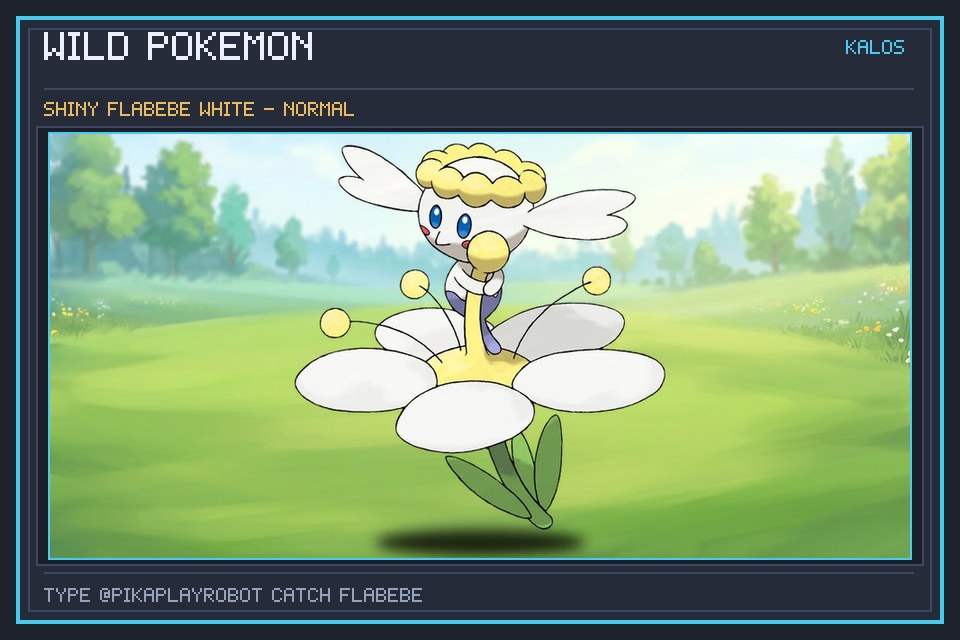 WILD POKEMON
KALOS
SHINY FLABEBE WHITE - NORMAL
TYPE @PIKAPLAYROBOT CATCH FLABEBE